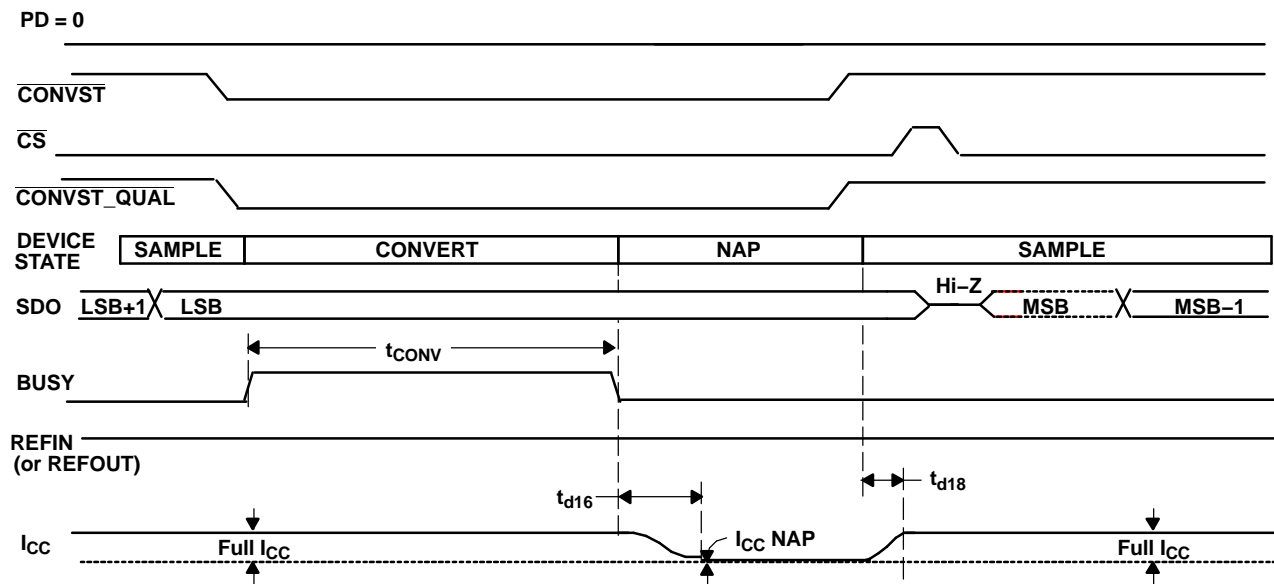 PD = 0
CONVST
CS
CONVST_QUAL
DEVICE
STATE
SAMPLE CONVERT NAP SAMPLE
Hi–Z
SDO LSB+1 LSB MSB MSB–1
tCONV
BUSY
REFIN
(or REFOUT)
td16 td18
ICC Full ICC ICC NAP Full ICC